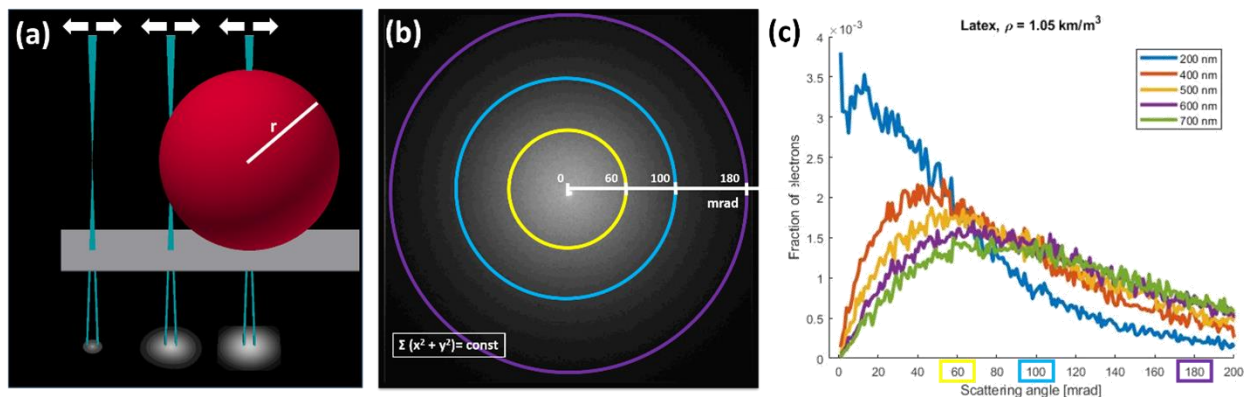 (a)
r
(b)
0 60 100 180
mrad
Σ (x² + y²)= const
(c)
Latex, ρ = 1.05 km/m³
×10⁻³
4
3.5
3
2.5
2
1.5
1
0.5
0
Fraction of electrons
200 nm
400 nm
500 nm
600 nm
700 nm
0 20 40 60 80 100 120 140 160 180 200
Scattering angle [mrad]